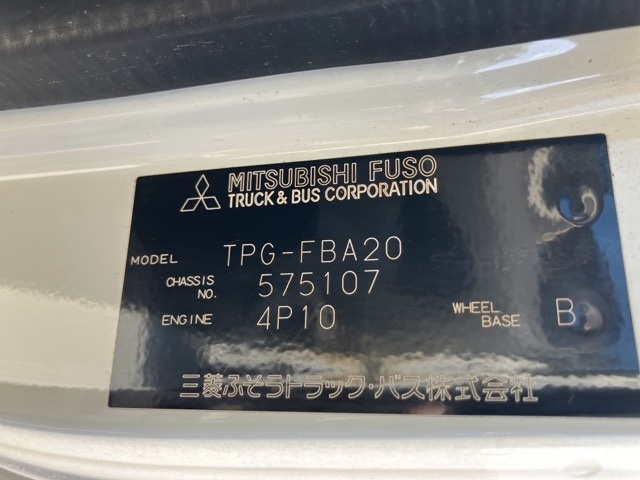 MITSUBISHI FUSO
TRUCK & BUS CORPORATION
MODEL TPG-FBA20
CHASSIS NO. 575107
ENGINE 4P10 WHEEL BASE B
三菱ふそうトラック・バス株式会社